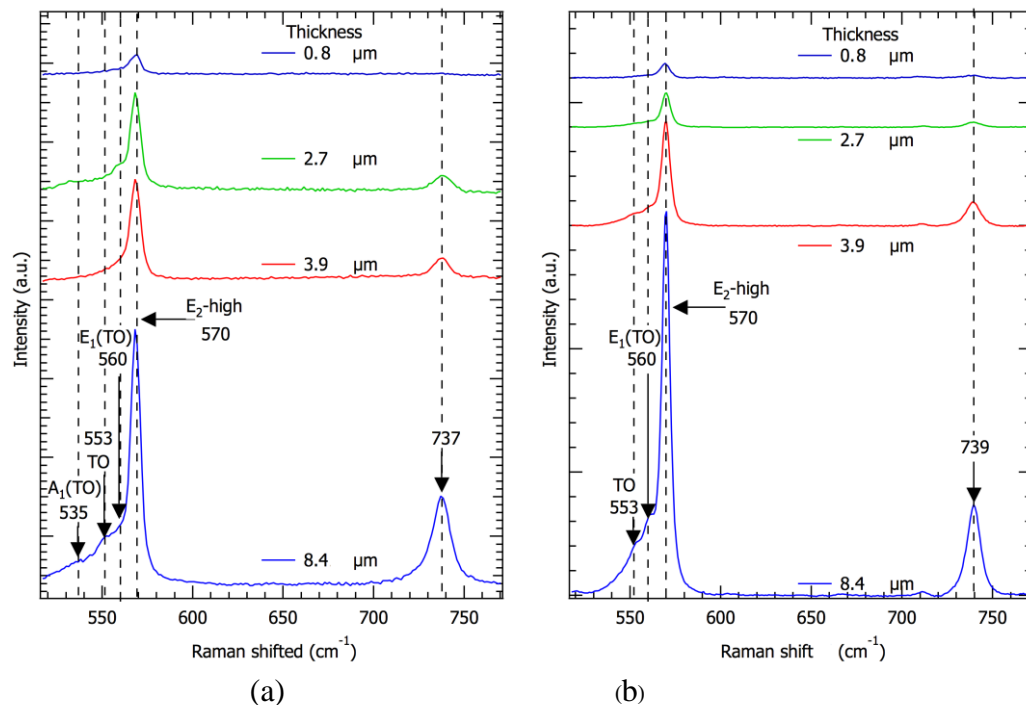 Thickness
0.8 μm
2.7 μm
3.9 μm
E₂-high
570
E₁(TO)
560
553
TO
737
A₁(TO)
535
8.4 μm
Intensity (a.u.)
550 600 650 700 750
Raman shifted (cm⁻¹)
(a)
Thickness
0.8 μm
2.7 μm
3.9 μm
E₂-high
570
E₁(TO)
560
739
TO
553
8.4 μm
Intensity (a.u.)
550 600 650 700 750
Raman shift (cm⁻¹)
(b)